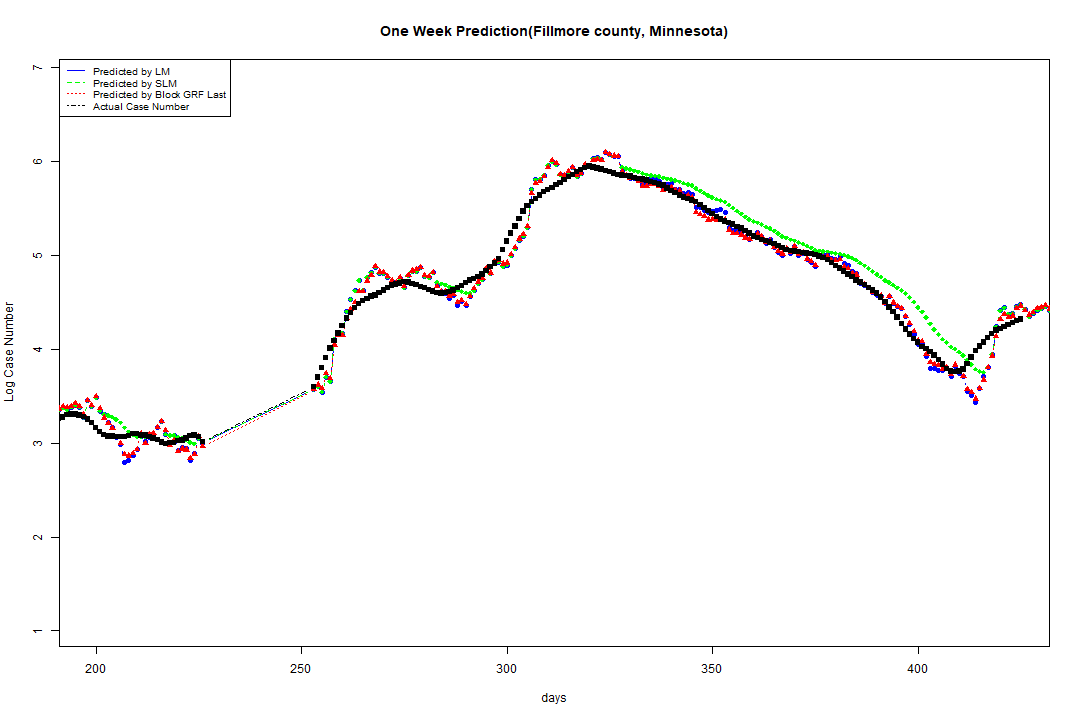 One Week Prediction(Fillmore county, Minnesota)
Predicted by LM
Predicted by SLM
Predicted by Block GRF Last
Actual Case Number
7
6
5
4
3
2
1
Log Case Number
200 250 300 350 400
days